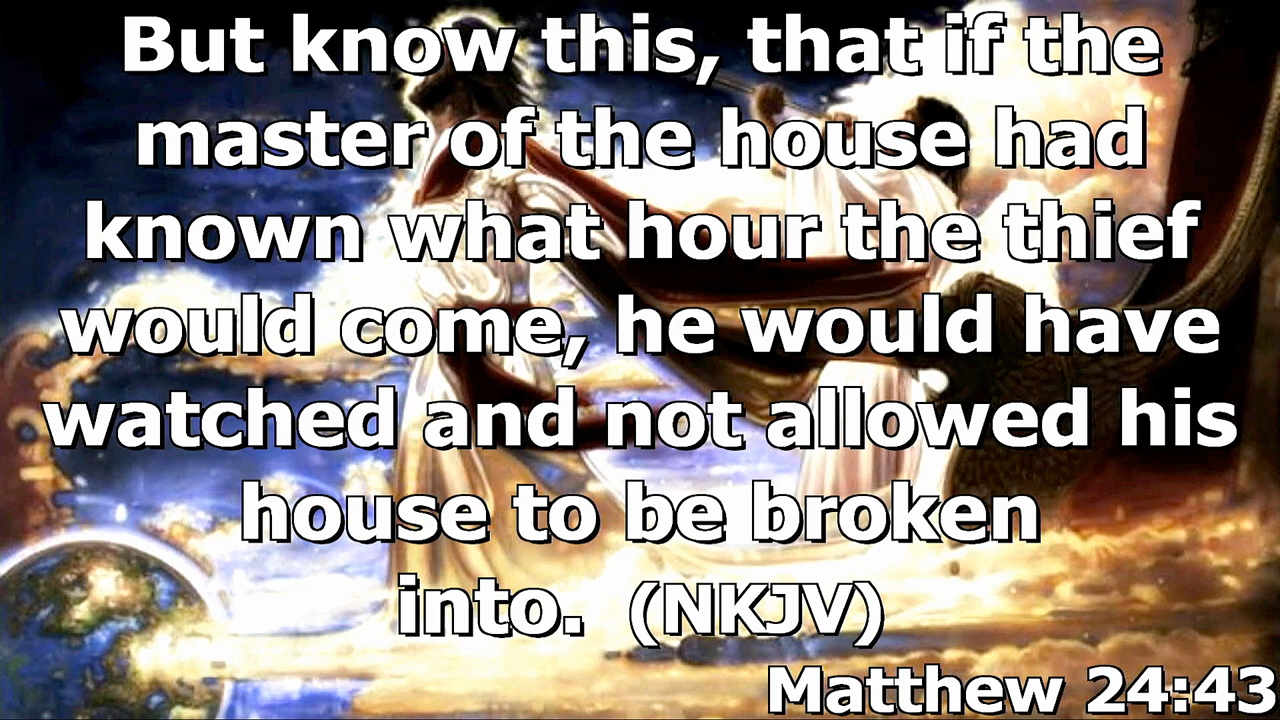 But know this, that if the
master of the house had
known what hour the thief
would come, he would have
watched and not allowed his
house to be broken
into. (NKJV)
Matthew 24:43